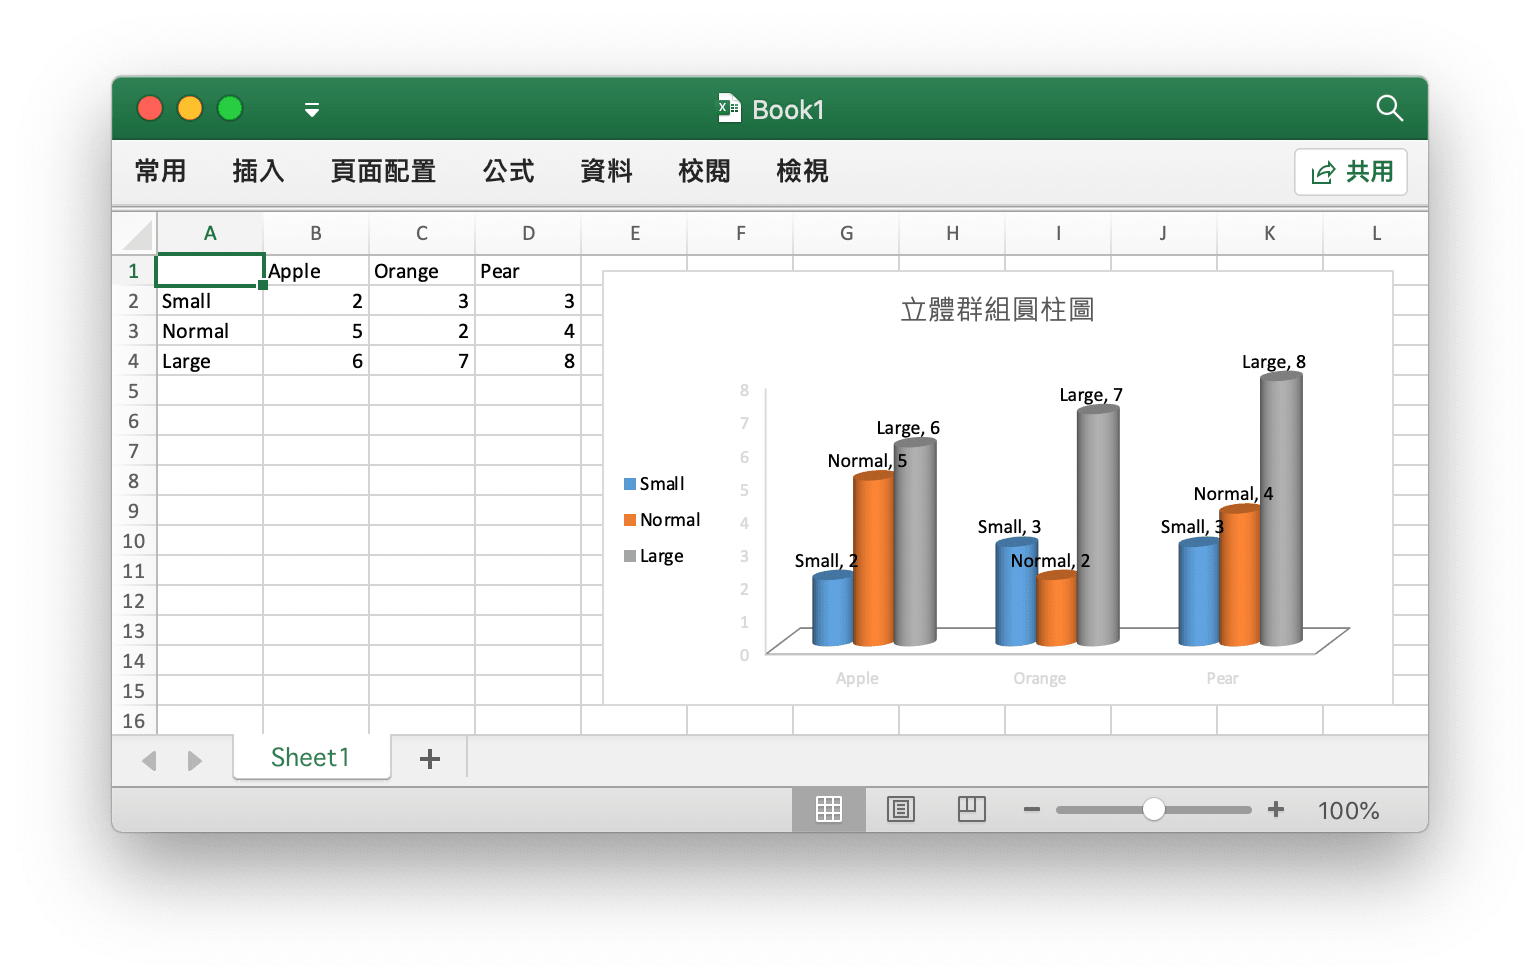 Book1
常用 插入 頁面配置 公式 資料 校閱 檢視 共用
A B C D E F G H I J K L
1 Apple Orange Pear
2 Small 2 3 3
3 Normal 5 2 4
4 Large 6 7 8
5
6
7
8
9
10
11
12
13
14
15
16
立體群組圓柱圖
Small
Normal
Large
8
7
6
5
4
3
2
1
0
Small, 2
Normal, 5
Large, 6
Small, 3
Normal, 2
Large, 7
Small, 3
Normal, 4
Large, 8
Apple Orange Pear
Sheet1
100%